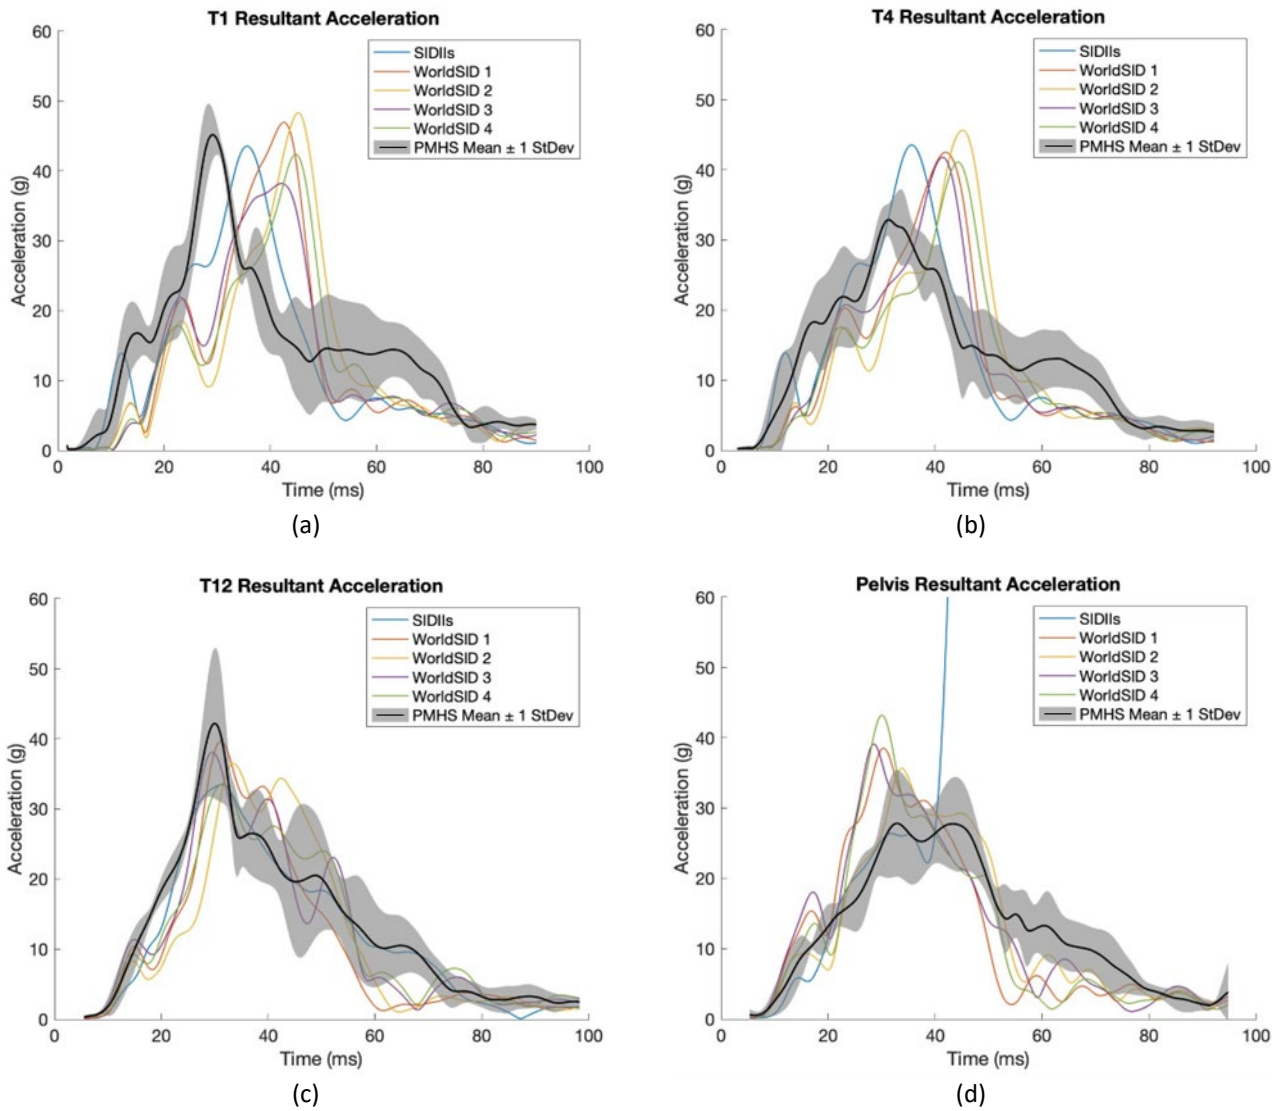 T1 Resultant Acceleration
60
50
40
30
20
10
0
Acceleration (g)
SIDIIs
WorldSID 1
WorldSID 2
WorldSID 3
WorldSID 4
PMHS Mean ± 1 StDev
0 20 40 60 80 100
Time (ms)
(a)
T4 Resultant Acceleration
60
50
40
30
20
10
0
Acceleration (g)
SIDIIs
WorldSID 1
WorldSID 2
WorldSID 3
WorldSID 4
PMHS Mean ± 1 StDev
0 20 40 60 80 100
Time (ms)
(b)
T12 Resultant Acceleration
60
50
40
30
20
10
0
Acceleration (g)
SIDIIs
WorldSID 1
WorldSID 2
WorldSID 3
WorldSID 4
PMHS Mean ± 1 StDev
0 20 40 60 80 100
Time (ms)
(c)
Pelvis Resultant Acceleration
60
50
40
30
20
10
0
Acceleration (g)
SIDIIs
WorldSID 1
WorldSID 2
WorldSID 3
WorldSID 4
PMHS Mean ± 1 StDev
0 20 40 60 80 100
Time (ms)
(d)